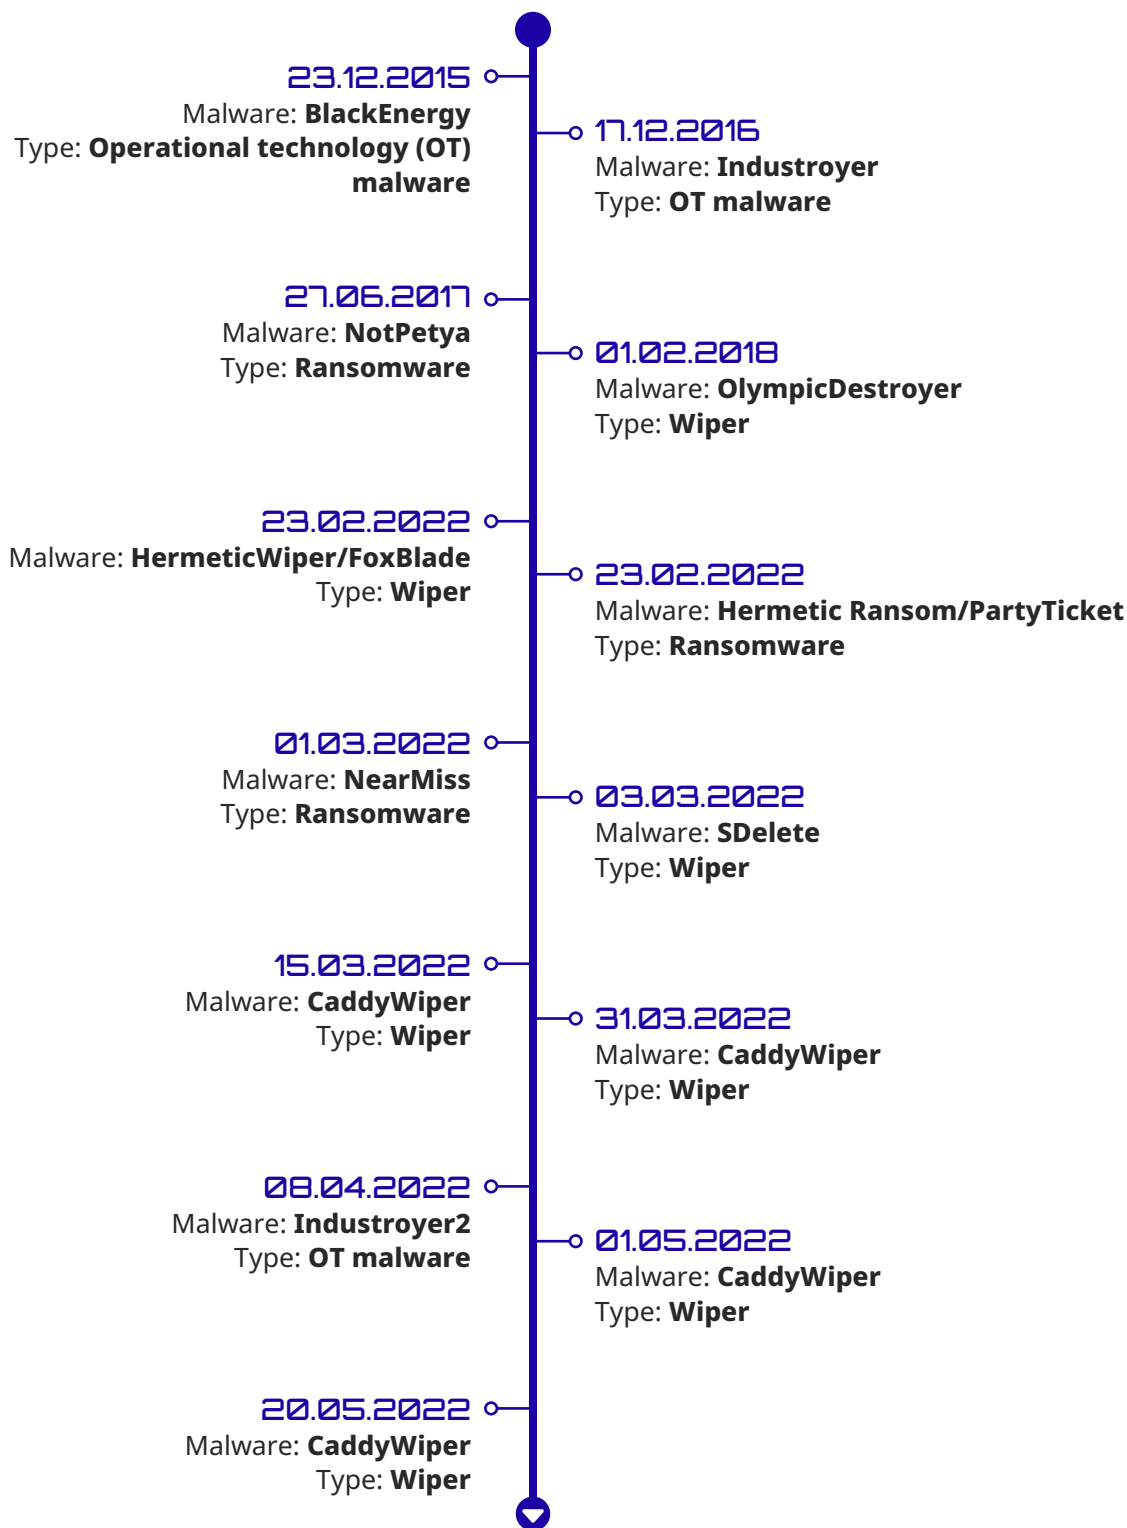 23.12.2015
Malware: BlackEnergy
Type: Operational technology (OT)
malware
17.12.2016
Malware: Industroyer
Type: OT malware
27.06.2017
Malware: NotPetya
Type: Ransomware
01.02.2018
Malware: OlympicDestroyer
Type: Wiper
23.02.2022
Malware: HermeticWiper/FoxBlade
Type: Wiper
23.02.2022
Malware: Hermetic Ransom/PartyTicket
Type: Ransomware
01.03.2022
Malware: NearMiss
Type: Ransomware
03.03.2022
Malware: SDelete
Type: Wiper
15.03.2022
Malware: CaddyWiper
Type: Wiper
31.03.2022
Malware: CaddyWiper
Type: Wiper
08.04.2022
Malware: Industroyer2
Type: OT malware
01.05.2022
Malware: CaddyWiper
Type: Wiper
20.05.2022
Malware: CaddyWiper
Type: Wiper